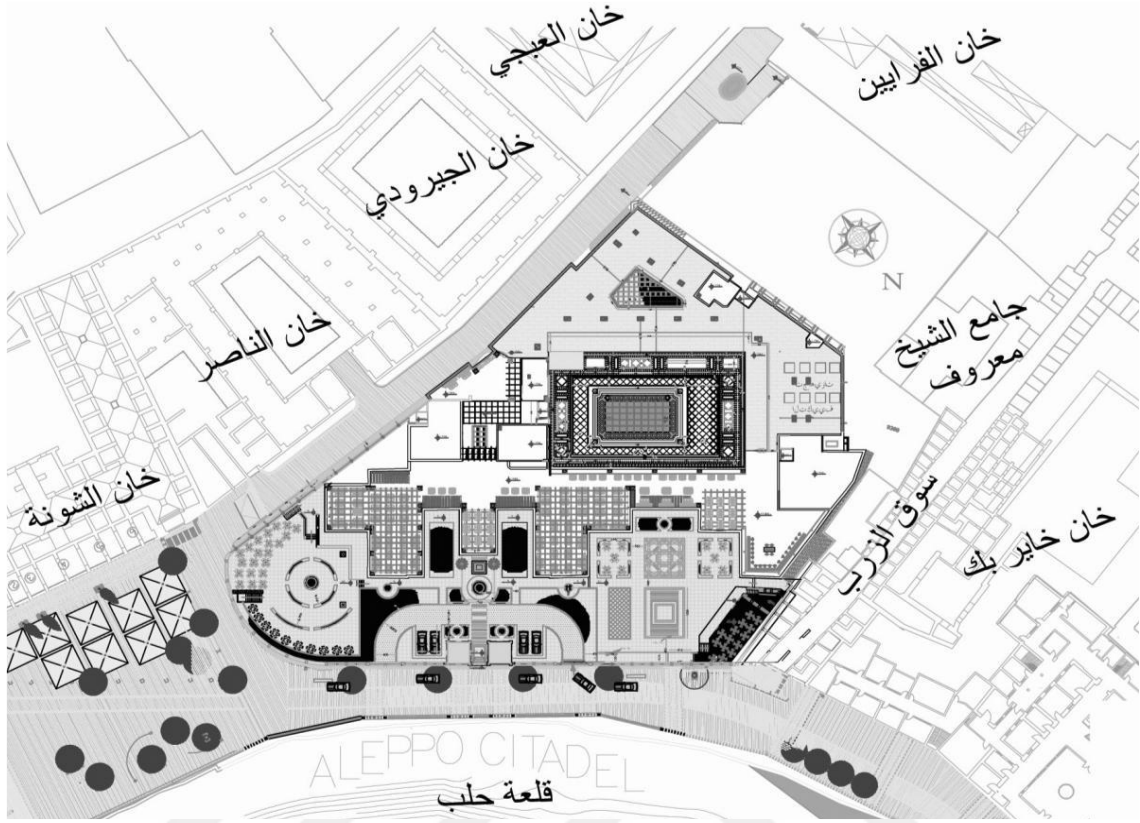 خان العبجي
خان الفرايين
خان الجيرودي
N
خان الناصر
جامع الشيخ
معروف
خان الشونة
سوق الزرب
خان خاير بك
ALEPPO CITADEL
قلعة حلب